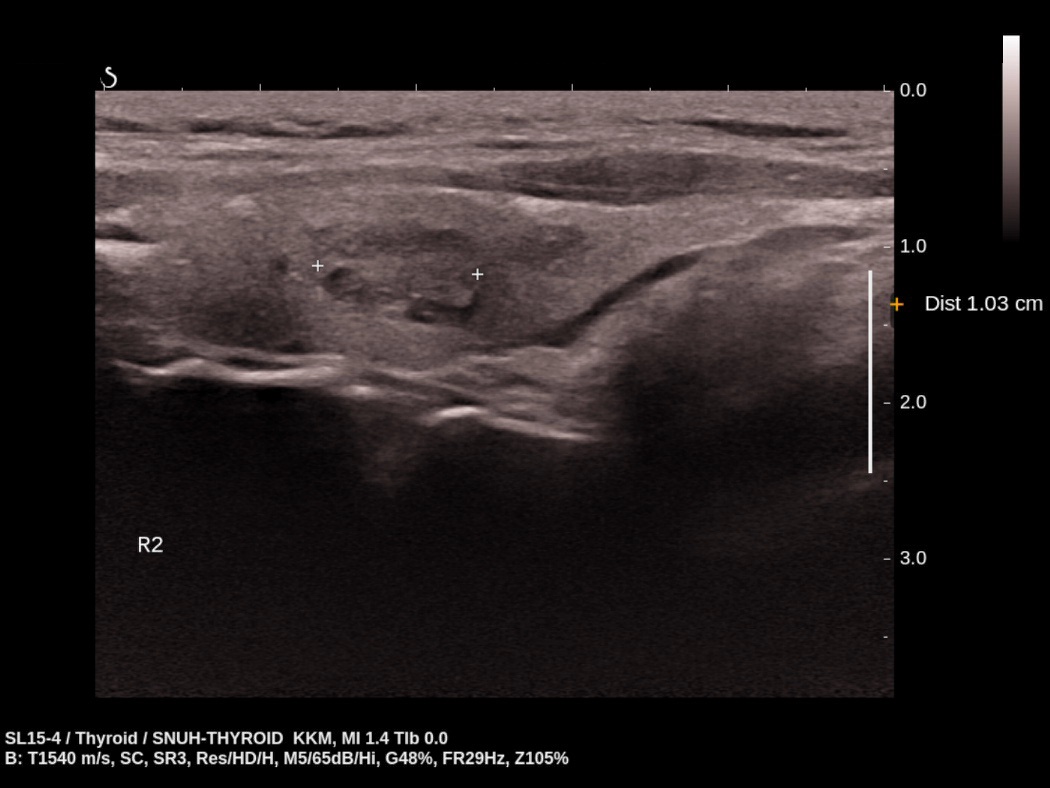 S
0.0
1.0
Dist 1.03 cm
2.0
3.0
R2
SL15-4 / Thyroid / SNUH-THYROID KKM, MI 1.4 TIb 0.0
B: T1540 m/s, SC, SR3, Res/HD/H, M5/65dB/Hi, G48%, FR29Hz, Z105%